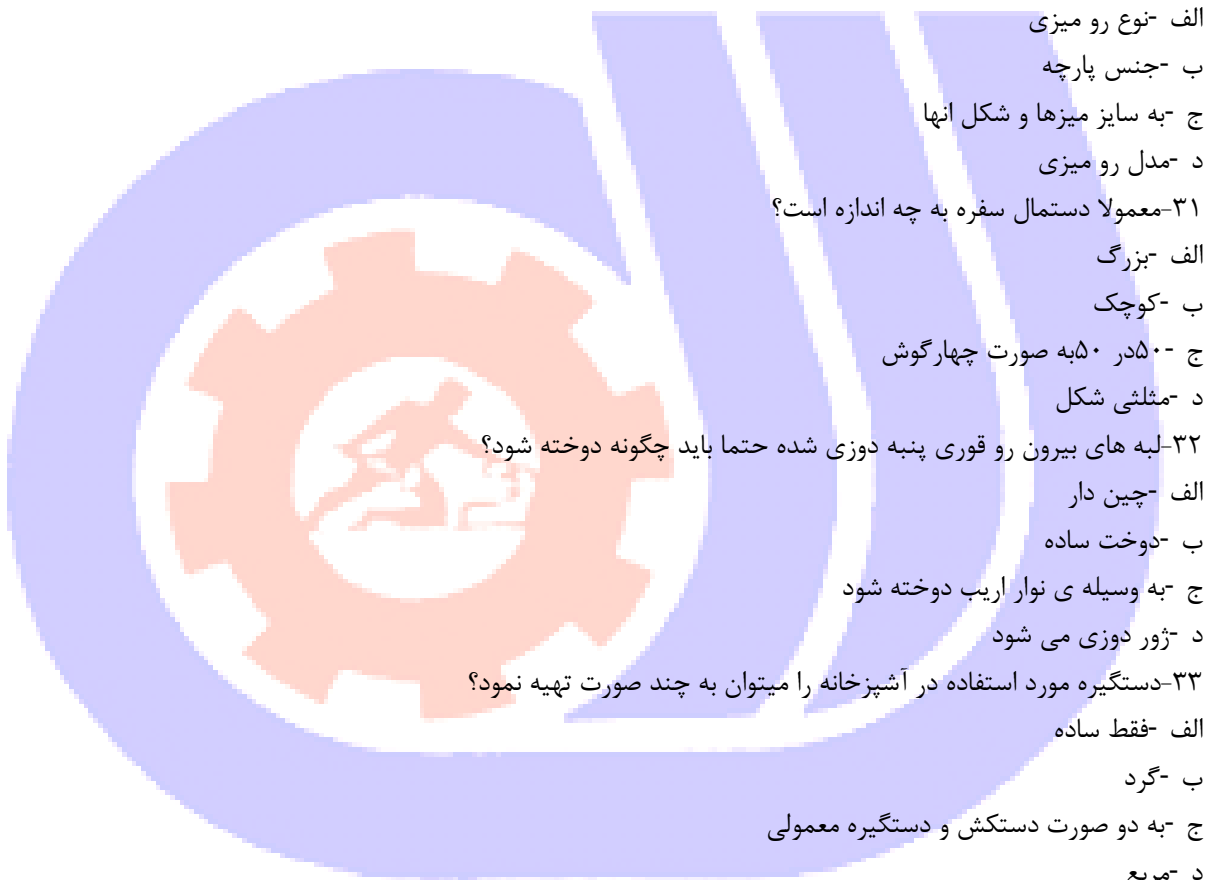 الف -نوع رو میزی
ب -جنس پارچه
ج -به سایز میزها و شکل انها
د -مدل رو میزی
۳۱-معمولا دستمال سفره به چه اندازه است؟
الف -بزرگ
ب -کوچک
ج -۵۰در ۵۰به صورت چهارگوش
د -مثلثی شکل
۳۲-لبه های بیرون رو قوری پنبه دوزی شده حتما باید چگونه دوخته شود؟
الف -چین دار
ب -دوخت ساده
ج -به وسیله ی نوار اریب دوخته شود
د -ژور دوزی می شود
۳۳-دستگیره مورد استفاده در آشپزخانه را میتوان به چند صورت تهیه نمود؟
الف -فقط ساده
ب -گرد
ج -به دو صورت دستکش و دستگیره معمولی
د -مربع